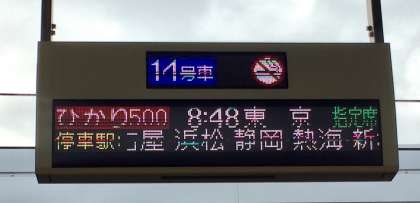 14号車
ひかり500 8:48 東 京 指定席
停車駅:古屋 浜松 静岡 熱海 新